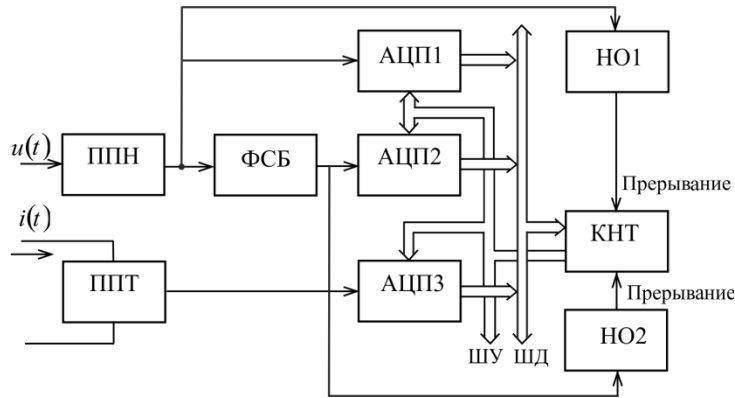 АЦП1
НО1
u(t)
ППН
ФСБ
АЦП2
Прерывание
i(t)
КНТ
ППТ
АЦП3
Прерывание
НО2
ШУ ШД